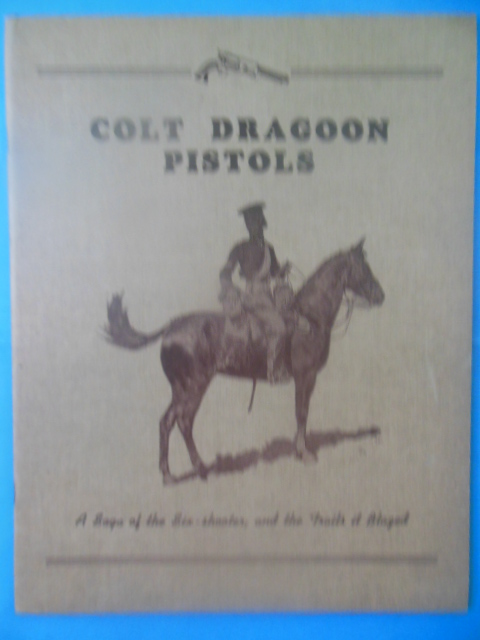 COLT DRAGOON
PISTOLS
A Saga of the Six-shooter, and the Trails it Blazed